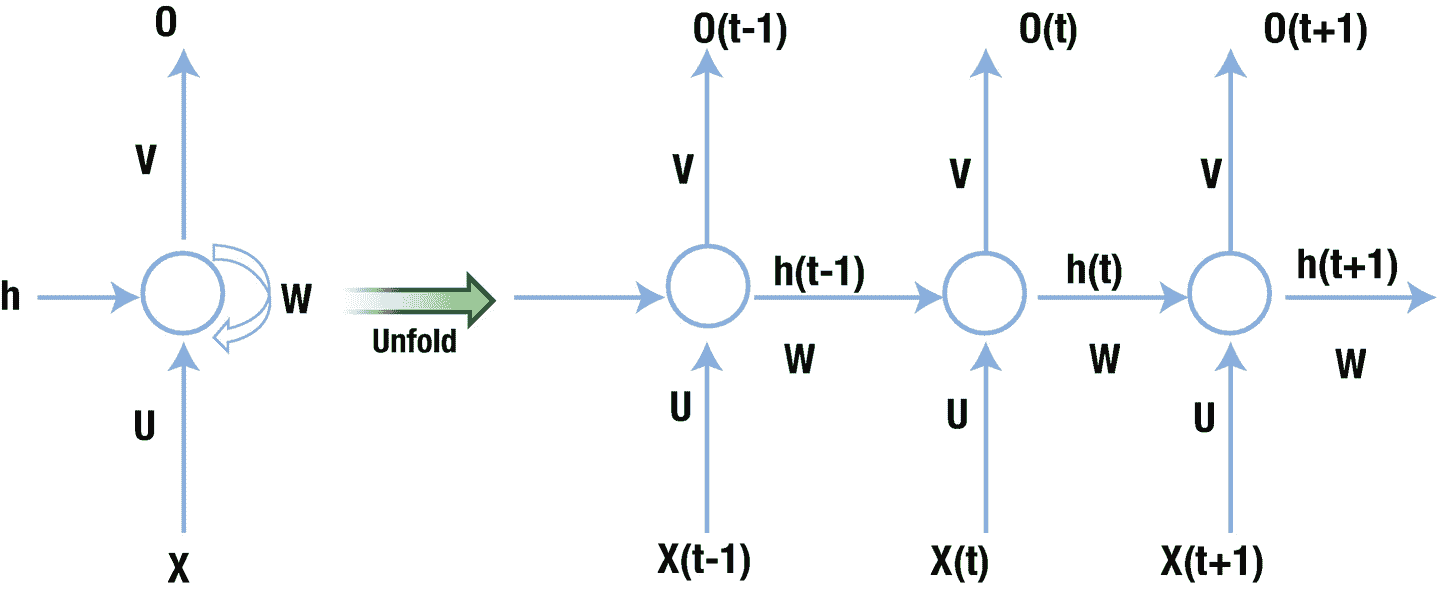 O
O(t-1)
O(t)
O(t+1)
V
V
V
V
h
W
Unfold
h(t-1)
W
h(t)
W
h(t+1)
W
U
U
U
U
X
X(t-1)
X(t)
X(t+1)